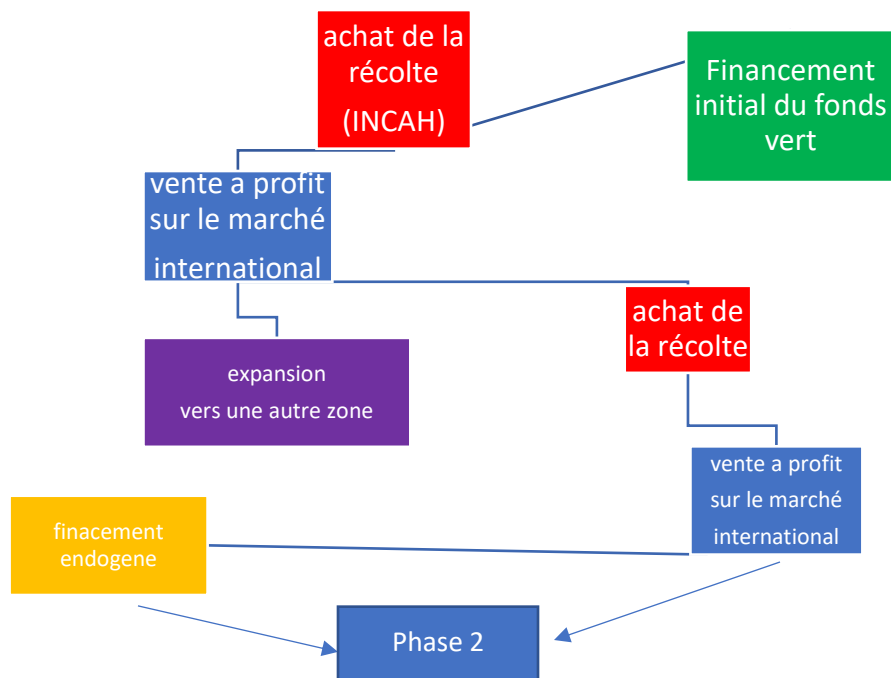 achat de la
récolte
(INCAH)
Financement
initial du fonds
vert
vente a profit
sur le marché
international
achat de
la récolte
expansion
vers une autre zone
vente a profit
sur le marché
international
finacement
endogene
Phase 2